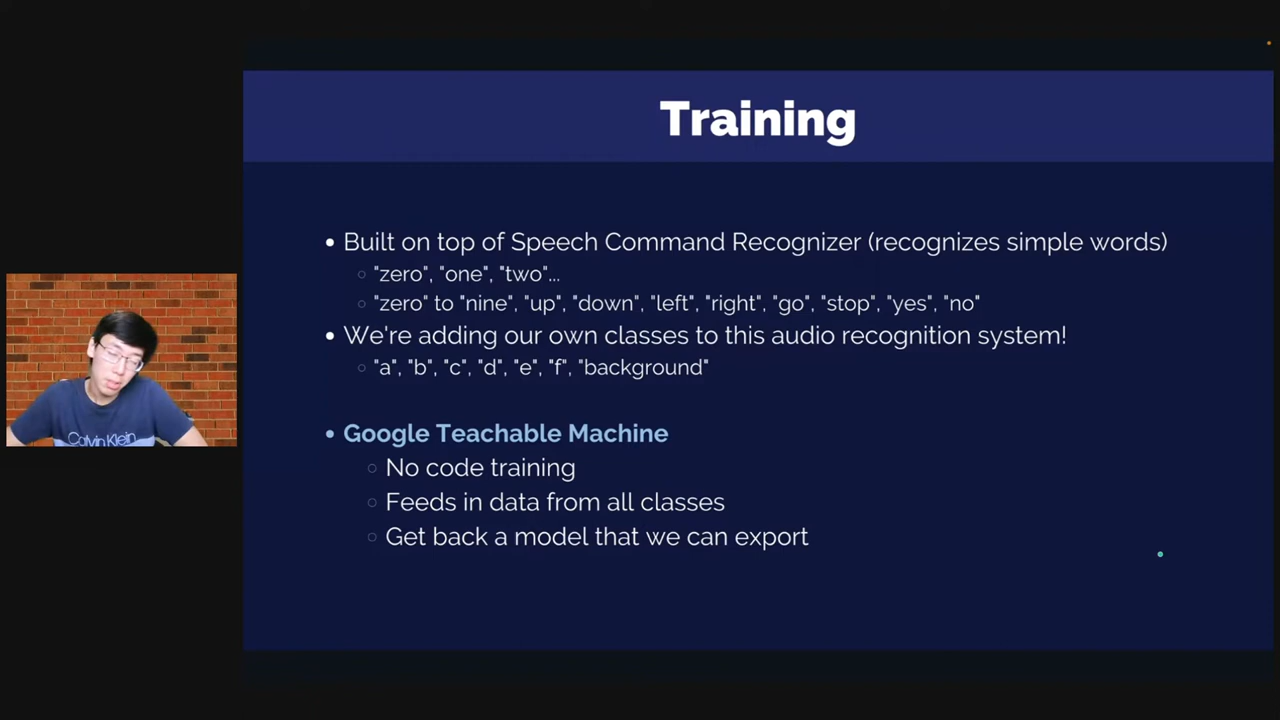 Training
Built on top of Speech Command Recognizer (recognizes simple words)
"zero", "one", "two"...
"zero" to "nine", "up", "down", "left", "right", "go", "stop", "yes", "no"
We're adding our own classes to this audio recognition system!
"a", "b", "c", "d", "e", "f", "background"
Calvin Klein
Google Teachable Machine
No code training
Feeds in data from all classes
Get back a model that we can export